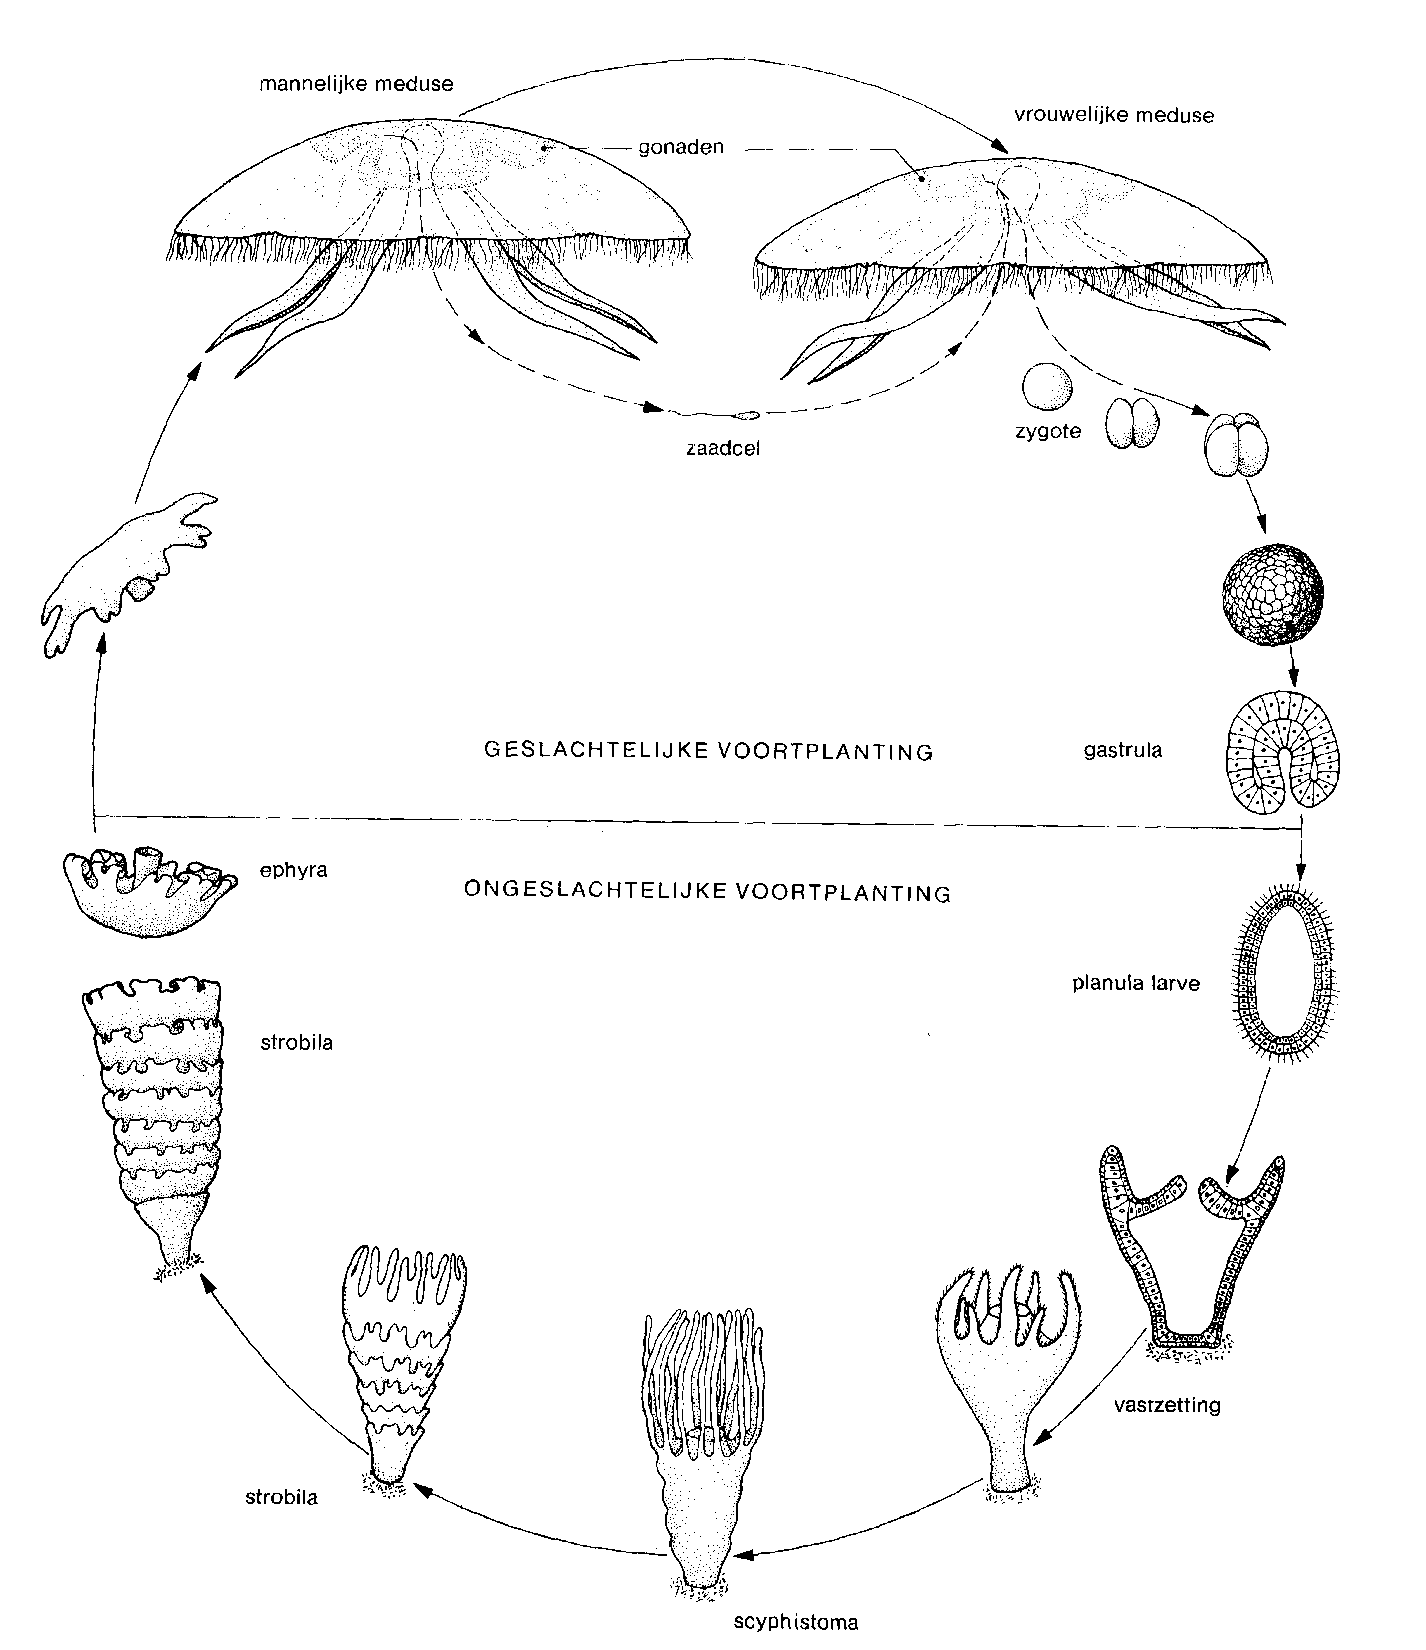 mannelijke meduse
vrouwelijke meduse
gonaden
zaadcel
zygote
GESLACHTELIJKE VOORTPLANTING
gastrula
ephyra
ONGESLACHTELIJKE VOORTPLANTING
planula larve
strobila
vastzetting
strobila
scyphistoma